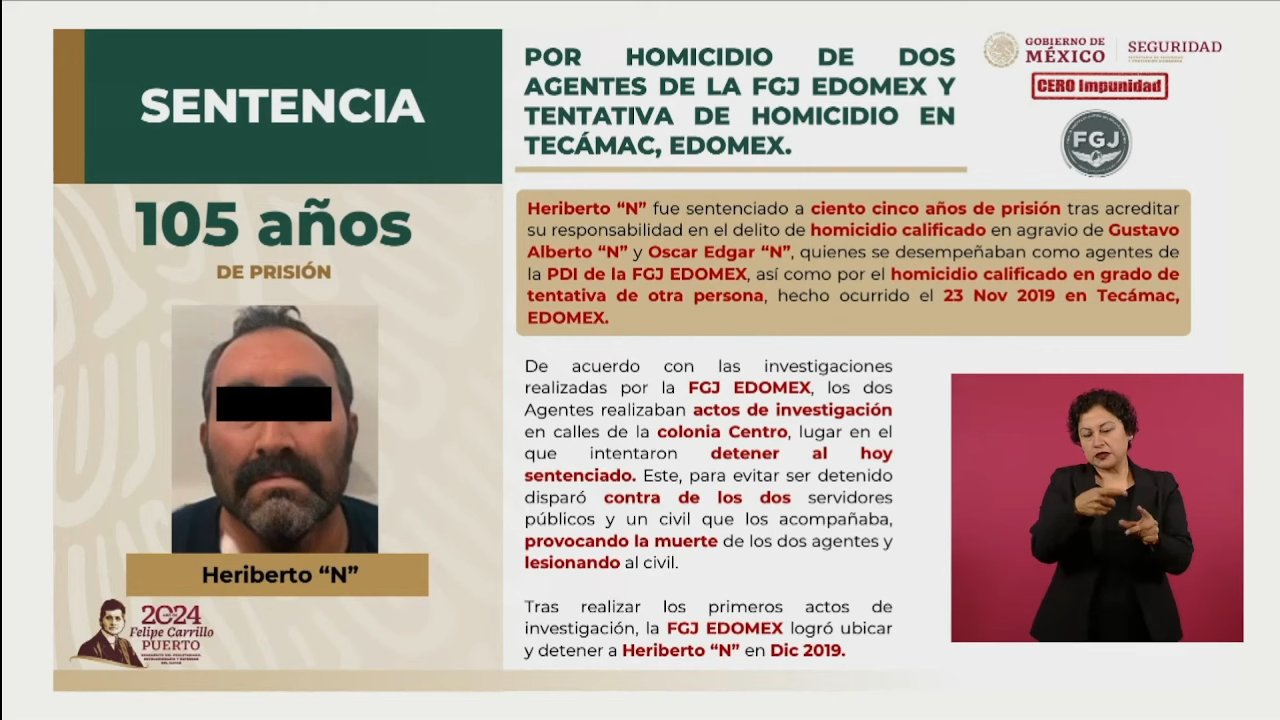 SENTENCIA
105 años
DE PRISIÓN
Heriberto “N”
2024
Felipe Carrillo
PUERTO
POR HOMICIDIO DE DOS
AGENTES DE LA FGJ EDOMEX Y
TENTATIVA DE HOMICIDIO EN
TECÁMAC, EDOMEX.
GOBIERNO DE
MÉXICO
SEGURIDAD
CERO Impunidad
FGJ
Heriberto “N” fue sentenciado a ciento cinco años de prisión tras acreditar
su responsabilidad en el delito de homicidio calificado en agravio de Gustavo
Alberto “N” y Oscar Edgar “N”, quienes se desempeñaban como agentes de
la PDI de la FGJ EDOMEX, así como por el homicidio calificado en grado de
tentativa de otra persona, hecho ocurrido el 23 Nov 2019 en Tecámac,
EDOMEX.
De acuerdo con las investigaciones
realizadas por la FGJ EDOMEX, los dos
Agentes realizaban actos de investigación
en calles de la colonia Centro, lugar en el
que intentaron detener al hoy
sentenciado. Este, para evitar ser detenido
disparó contra de los dos servidores
públicos y un civil que los acompañaba,
provocando la muerte de los dos agentes y
lesionando al civil.
Tras realizar los primeros actos de
investigación, la FGJ EDOMEX logró ubicar
y detener a Heriberto “N” en Dic 2019.